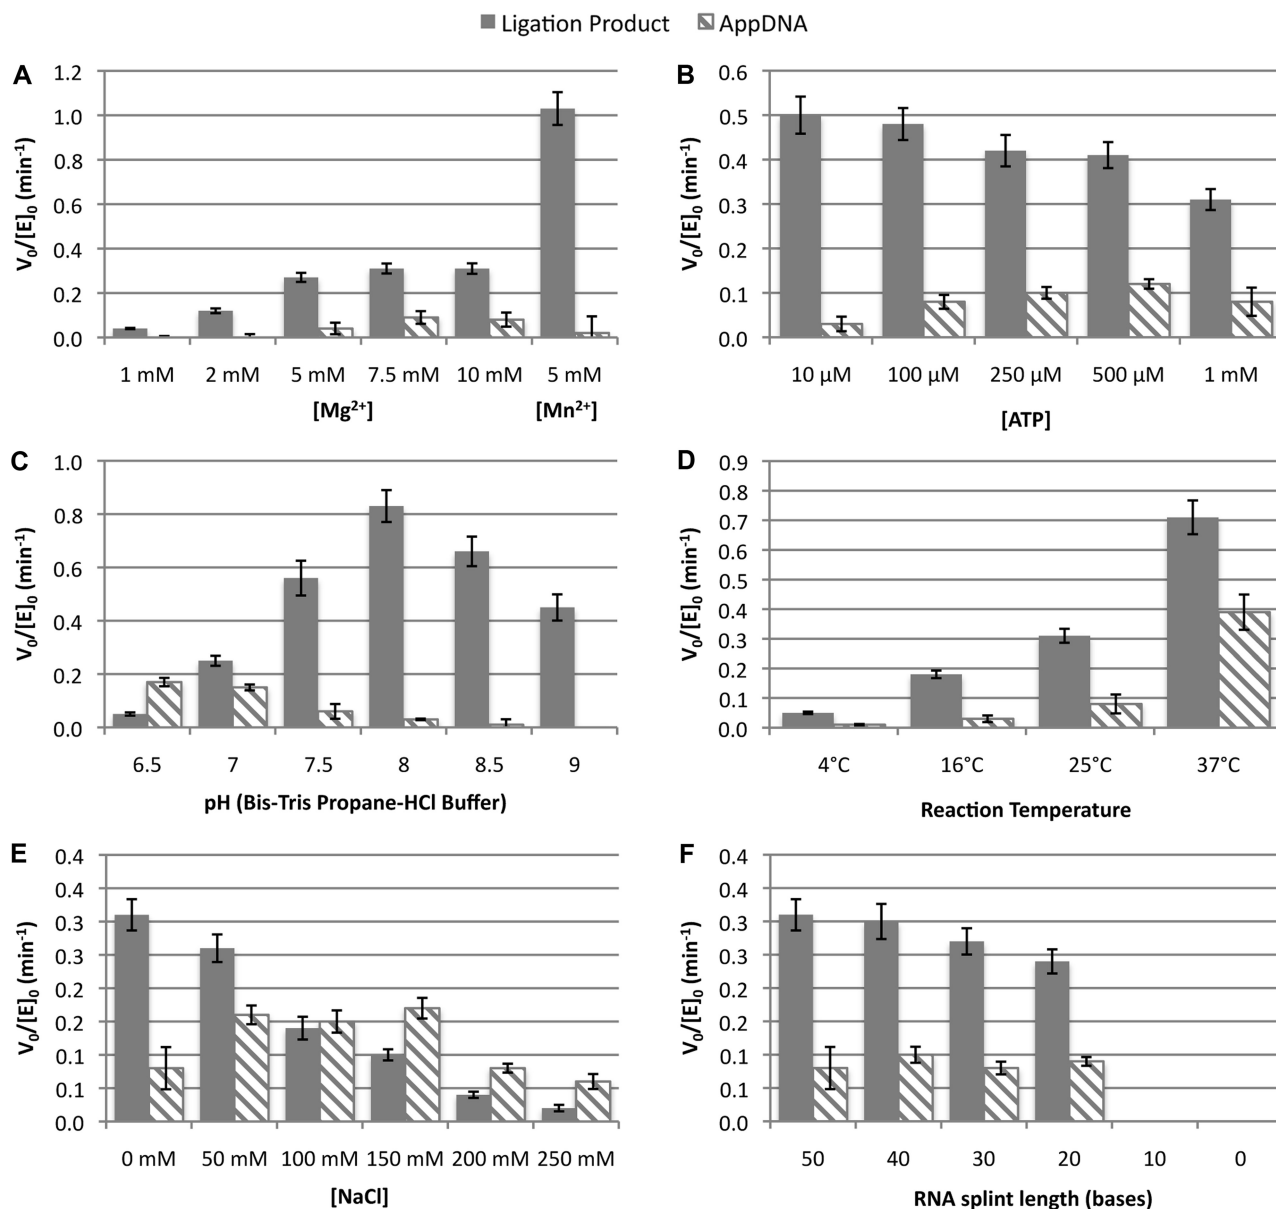 Ligation Product AppDNA
A
V₀/[E]₀ (min⁻¹)
1.2
1.0
0.8
0.6
0.4
0.2
0.0
1 mM 2 mM 5 mM 7.5 mM 10 mM 5 mM
[Mg²⁺] [Mn²⁺]
B
V₀/[E]₀ (min⁻¹)
0.6
0.5
0.4
0.3
0.2
0.1
0.0
10 µM 100 µM 250 µM 500 µM 1 mM
[ATP]
C
V₀/[E]₀ (min⁻¹)
1.0
0.8
0.6
0.4
0.2
0.0
6.5 7 7.5 8 8.5 9
pH (Bis-Tris Propane-HCl Buffer)
D
V₀/[E]₀ (min⁻¹)
0.9
0.8
0.7
0.6
0.5
0.4
0.3
0.2
0.1
0.0
4°C 16°C 25°C 37°C
Reaction Temperature
E
V₀/[E]₀ (min⁻¹)
0.4
0.4
0.3
0.3
0.2
0.2
0.1
0.1
0.0
0 mM 50 mM 100 mM 150 mM 200 mM 250 mM
[NaCl]
F
V₀/[E]₀ (min⁻¹)
0.4
0.4
0.3
0.3
0.2
0.2
0.1
0.1
0.0
50 40 30 20 10 0
RNA splint length (bases)